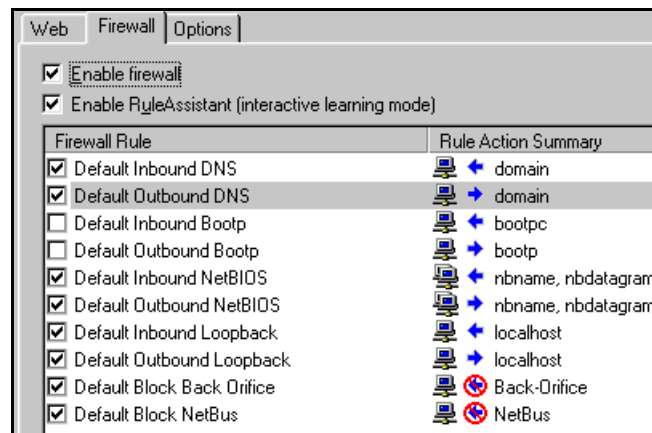 Web Firewall Options
Enable firewall
Enable RuleAssistant (interactive learning mode)
Firewall Rule Rule Action Summary
Default Inbound DNS domain
Default Outbound DNS domain
Default Inbound Bootp bootpc
Default Outbound Bootp bootp
Default Inbound NetBIOS nbname, nbdatagram
Default Outbound NetBIOS nbname, nbdatagram
Default Inbound Loopback localhost
Default Outbound Loopback localhost
Default Block Back Orifice Back-Orifice
Default Block NetBus NetBus